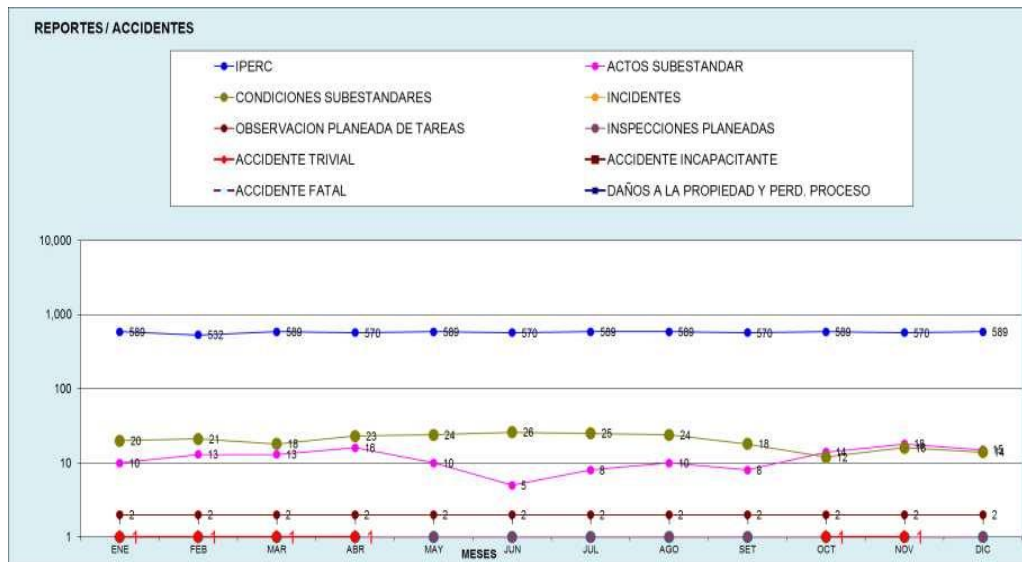 REPORTES / ACCIDENTES
IPERC
ACTOS SUBESTANDAR
CONDICIONES SUBESTANDARES
INCIDENTES
OBSERVACION PLANEADA DE TAREAS
INSPECCIONES PLANEADAS
ACCIDENTE TRIVIAL
ACCIDENTE INCAPACITANTE
ACCIDENTE FATAL
DAÑOS A LA PROPIEDAD Y PERD. PROCESO
10,000
1,000
589 532 589 570 589 570 589 589 570 589 570 589
100
20 21 18 23 24 26 25 24 18 12 16 14
10
10 13 13 16 10 5 8 10 8 14 18 15
2 2 2 2 2 2 2 2 2 2 2 2
1
1 1 1 1 1 1
ENE FEB MAR ABR MAY JUN JUL AGO SET OCT NOV DIC
MESES